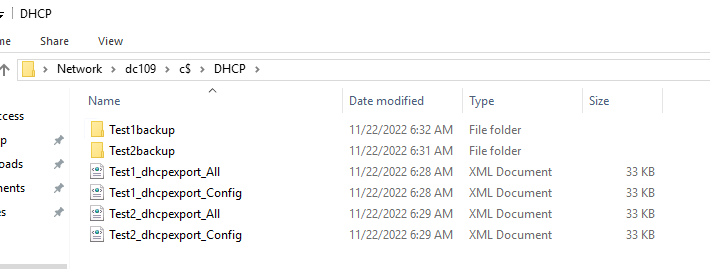 DHCP
me Share View
Network dc109 c$ DHCP
Name Date modified Type Size
ccess
Test1backup 11/22/2022 6:32 AM File folder
p Test2backup 11/22/2022 6:31 AM File folder
oads Test1_dhcpexport_All 11/22/2022 6:28 AM XML Document 33 KB
ments Test1_dhcpexport_Config 11/22/2022 6:28 AM XML Document 33 KB
es Test2_dhcpexport_All 11/22/2022 6:29 AM XML Document 33 KB
Test2_dhcpexport_Config 11/22/2022 6:29 AM XML Document 33 KB